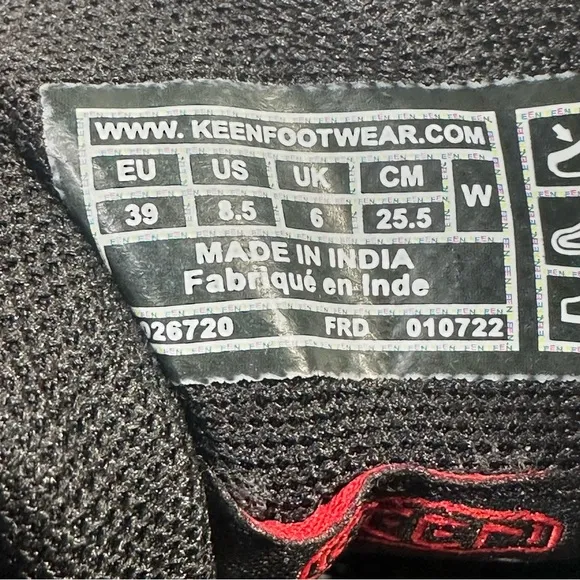 WWW. KEENFOOTWEAR.COM
EU US UK CM W
39 8.5 6 25.5
MADE IN INDIA
Fabriqué en Inde
026720 FRD. 010722
KEEN